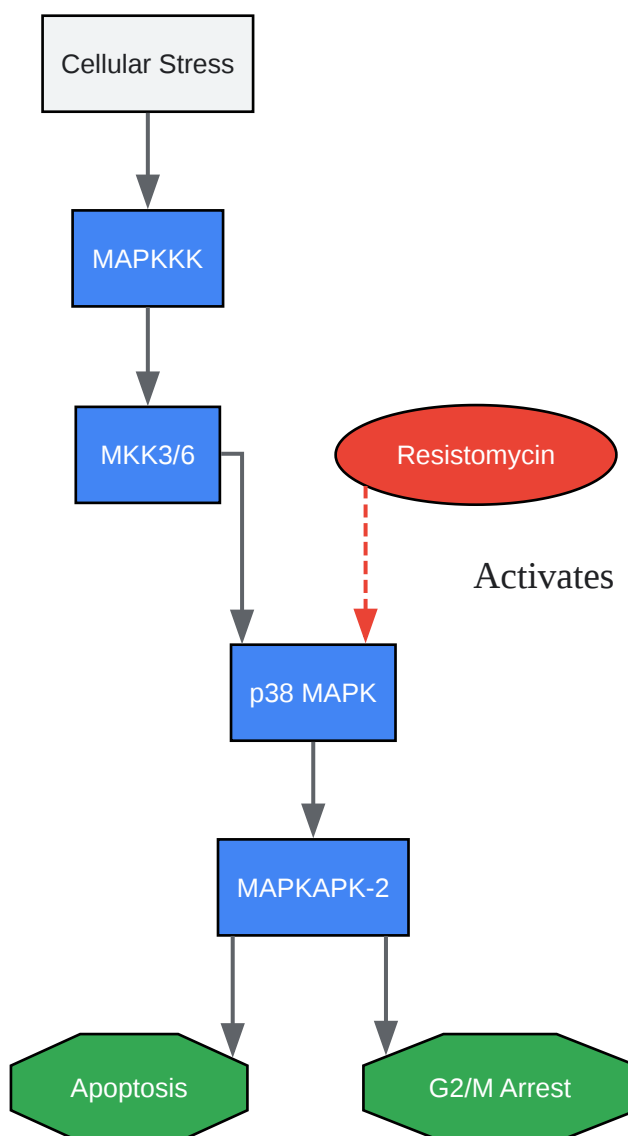 Cellular Stress
MAPKKK
MKK3/6
Resistomycin
Activates
p38 MAPK
MAPKAPK-2
Apoptosis
G2/M Arrest